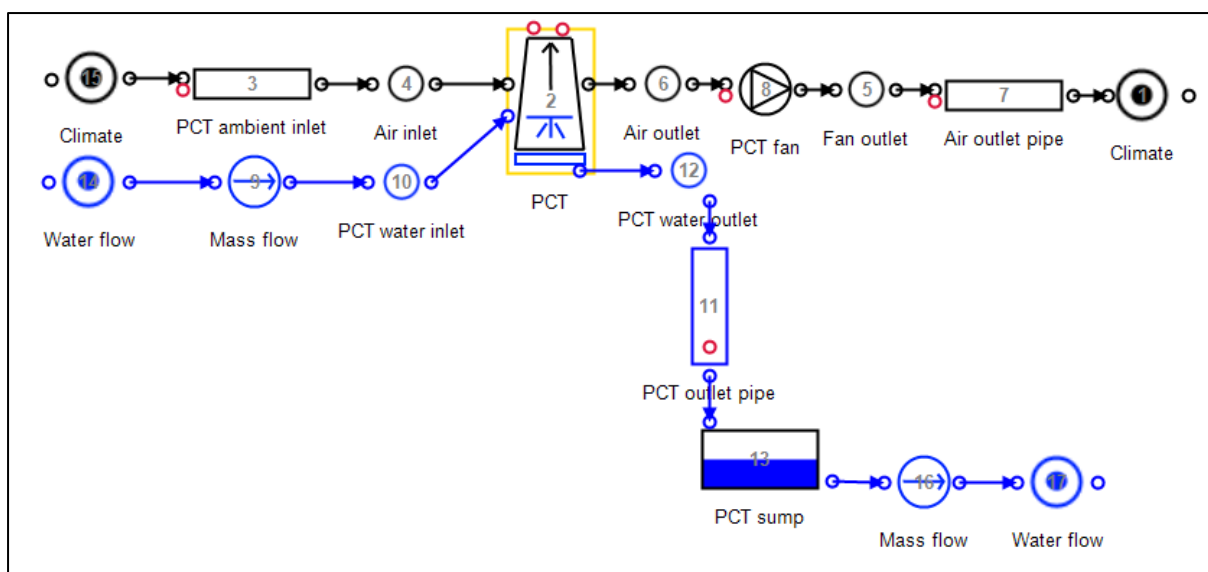 15
3
4
2
6
8
5
7
1
Climate
PCT ambient inlet
Air inlet
Air outlet
PCT fan
Fan outlet
Air outlet pipe
Climate
14
9
10
12
Water flow
Mass flow
PCT water inlet
PCT
PCT water outlet
11
PCT outlet pipe
13
16
17
PCT sump
Mass flow
Water flow